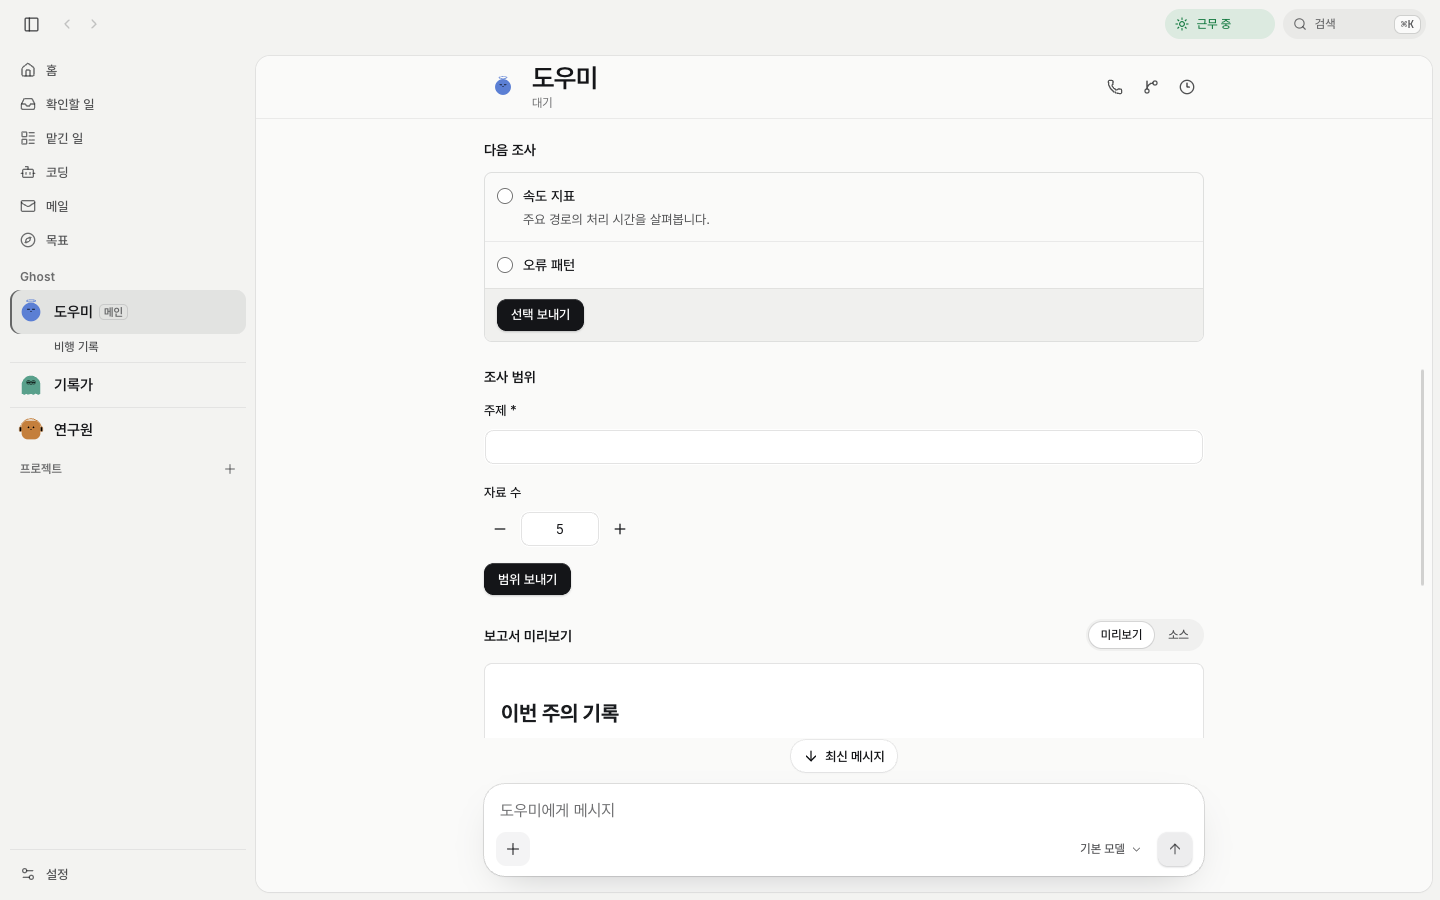 근무 중
검색
⌘K
홈
확인할 일
맡긴 일
코딩
메일
목표
Ghost
도우미 메인
비행 기록
기록가
연구원
프로젝트
설정
도우미
대기
다음 조사
속도 지표
주요 경로의 처리 시간을 살펴봅니다.
오류 패턴
선택 보내기
조사 범위
주제 *
자료 수
5
범위 보내기
보고서 미리보기
미리보기 소스
이번 주의 기록
최신 메시지
도우미에게 메시지
기본 모델